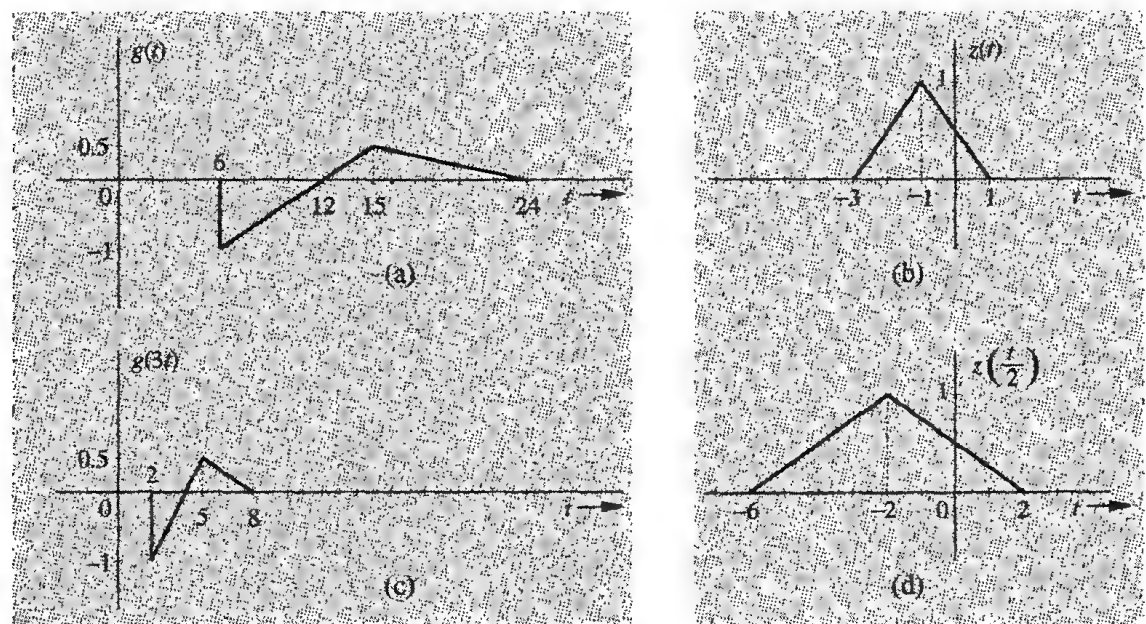 g(t)
0.5
6
0
12 15 24 t
−1
(a)
z(t)
1
−3 −1 1 t
(b)
g(3t)
0.5
2
0
5 8 t
−1
(c)
z(t/2)
1
−6 −2 0 2 t
(d)